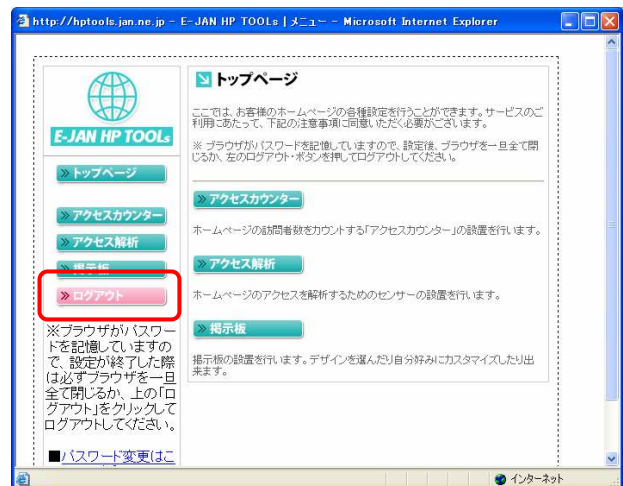 http://hptools.jan.ne.jp - E-JAN HP TOOLs | メニュー - Microsoft Internet Explorer
E-JAN HP TOOLs
トップページ
アクセスカウンター
アクセス解析
掲示板
ログアウト
※ブラウザがパスワー
ドを記憶していますの
で、設定が終了した際
は必ずブラウザを一旦
全て閉じるか、上の「ロ
グアウト」をクリックして
ログアウトしてください。
■パスワード変更はこ
トップページ
ここでは、お客様のホームページの各種設定を行うことができます。サービスのご
利用にあたって、下記の注意事項に同意いただく必要がございます。
※ ブラウザがパスワードを記憶していますので、設定後、ブラウザを一旦全て閉
じるか、左のログアウト・ボタンを押してログアウトしてください。
アクセスカウンター
ホームページの訪問者数をカウントする「アクセスカウンター」の設置を行います。
アクセス解析
ホームページのアクセスを解析するためのセンサーの設置を行います。
掲示板
掲示板の設置を行います。デザインを選んだり自分好みにカスタマイズしたり出
来ます。
インターネット